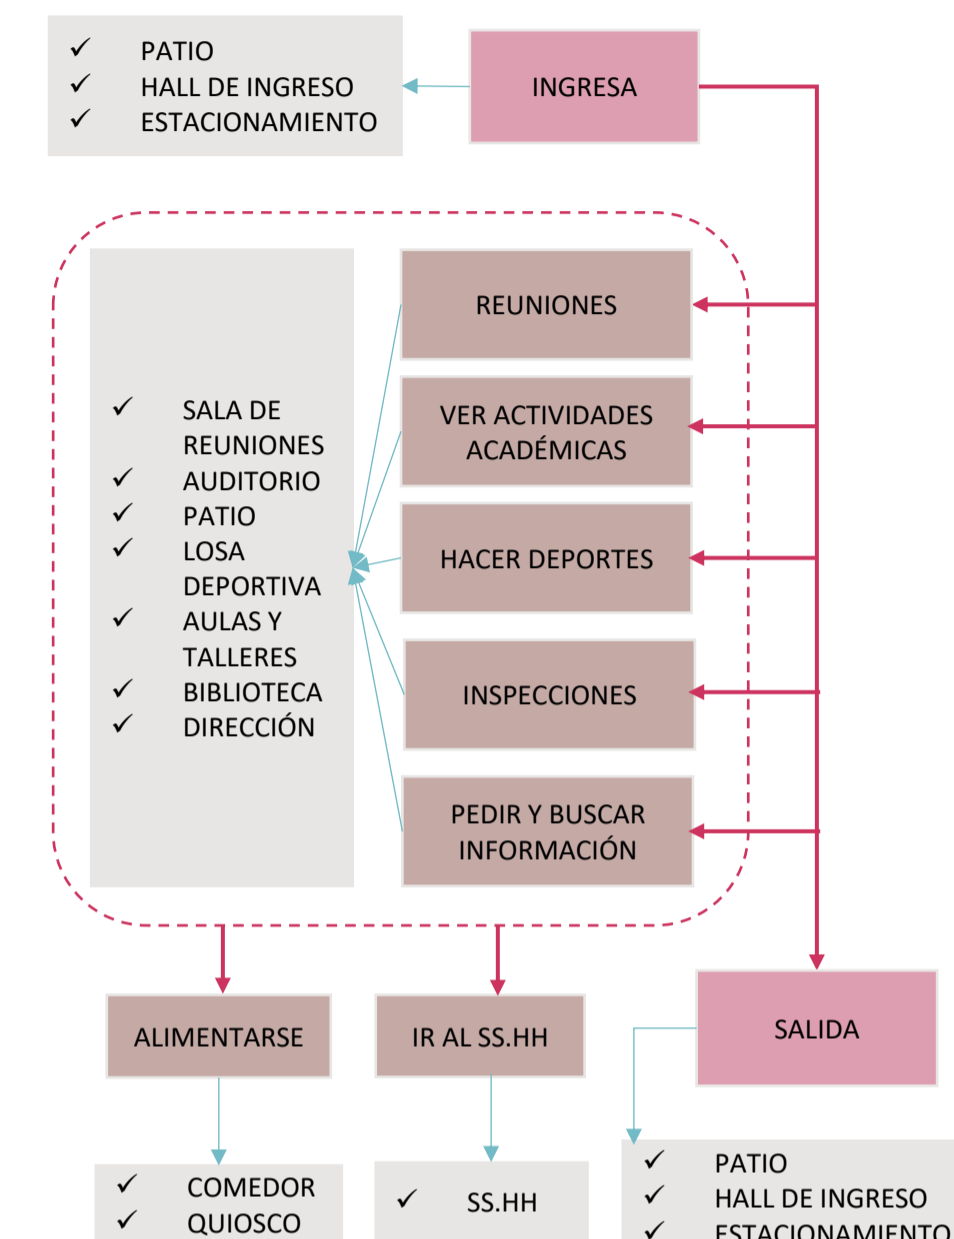 ✓ PATIO
✓ HALL DE INGRESO
✓ ESTACIONAMIENTO
INGRESA
✓ SALA DE
REUNIONES
✓ AUDITORIO
✓ PATIO
✓ LOSA
DEPORTIVA
✓ AULAS Y
TALLERES
✓ BIBLIOTECA
✓ DIRECCIÓN
REUNIONES
VER ACTIVIDADES
ACADÉMICAS
HACER DEPORTES
INSPECCIONES
PEDIR Y BUSCAR
INFORMACIÓN
ALIMENTARSE
IR AL SS.HH
SALIDA
✓ COMEDOR
✓ QUIOSCO
✓ SS.HH
✓ PATIO
✓ HALL DE INGRESO
✓ ESTACIONAMIENTO